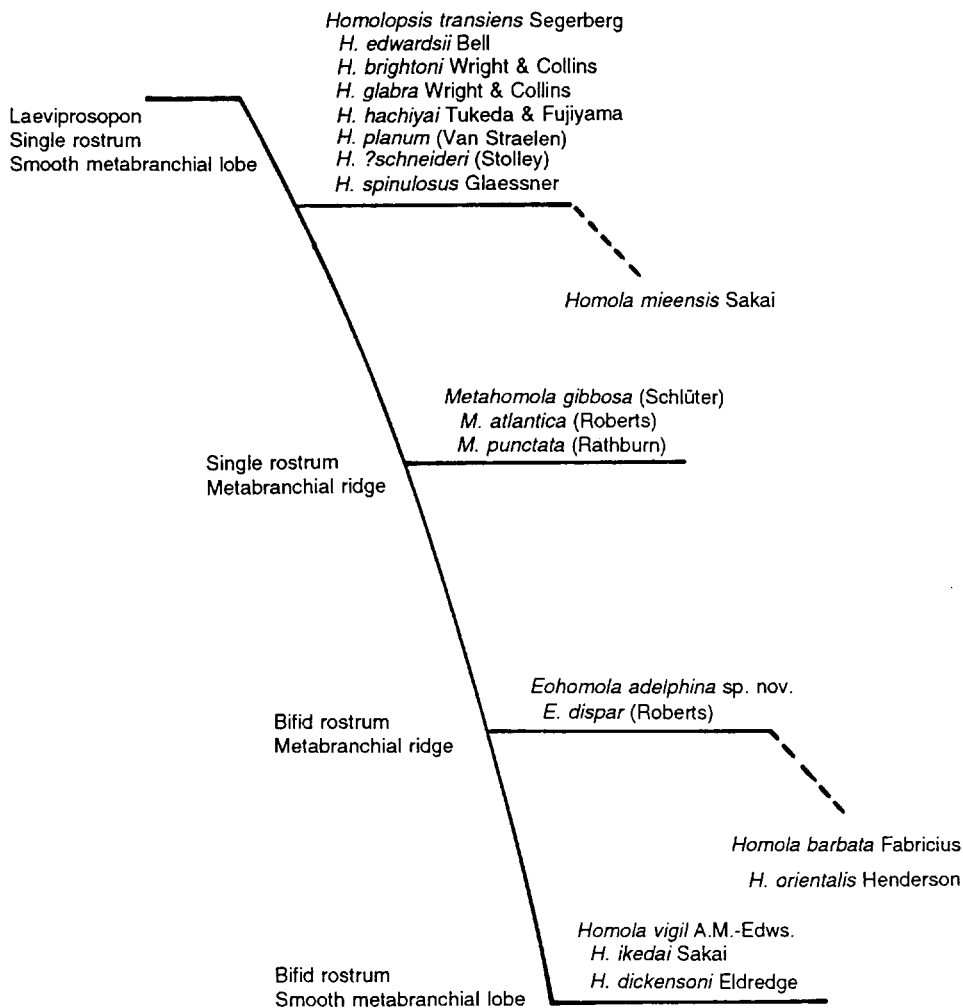 Homolopsis transiens Segerberg
H. edwardsii Bell
H. brightoni Wright & Collins
H. glabra Wright & Collins
H. hachiyai Tukeda & Fujiyama
H. planum (Van Straelen)
H. ?schneideri (Stolley)
H. spinulosus Glaessner
Laeviprosopon
Single rostrum
Smooth metabranchial lobe
Homola mieensis Sakai
Metahomola gibbosa (Schlüter)
M. atlantica (Roberts)
M. punctata (Rathburn)
Single rostrum
Metabranchial ridge
Eohomola adelphina sp. nov.
E. dispar (Roberts)
Bifid rostrum
Metabranchial ridge
Homola barbata Fabricius
H. orientalis Henderson
Homola vigil A.M.-Edws.
H. ikedai Sakai
H. dickensoni Eldredge
Bifid rostrum
Smooth metabranchial lobe